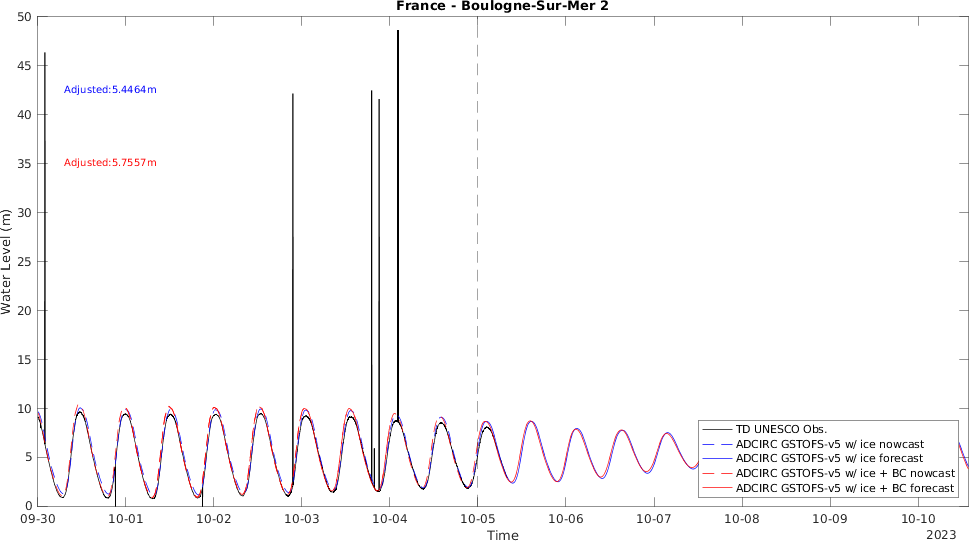 France - Boulogne-Sur-Mer 2
50
45
40
35
30
25
20
15
10
5
0
Water Level (m)
Adjusted:5.4464m
Adjusted:5.7557m
TD UNESCO Obs.
ADCIRC GSTOFS-v5 w/ ice nowcast
ADCIRC GSTOFS-v5 w/ ice forecast
ADCIRC GSTOFS-v5 w/ ice + BC nowcast
ADCIRC GSTOFS-v5 w/ ice + BC forecast
09-30 10-01 10-02 10-03 10-04 10-05 10-06 10-07 10-08 10-09 10-10
Time
2023